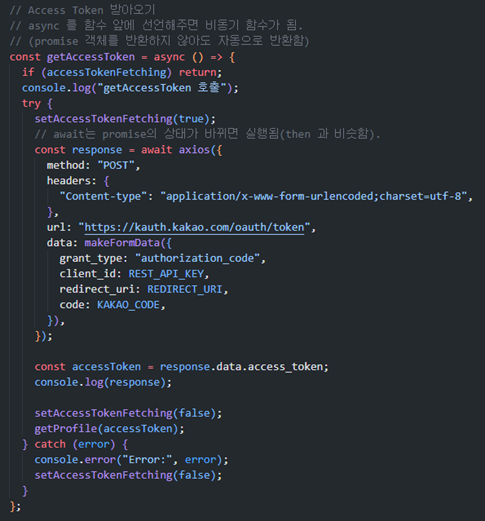 // Access Token 받아오기
// async 를 함수 앞에 선언해주면 비동기 함수가 됨.
// (promise 객체를 반환하지 않아도 자동으로 반환함)
const getAccessToken = async () => {
  if (accessTokenFetching) return;
  console.log("getAccessToken 호출");
  try {
    setAccessTokenFetching(true);
    // await는 promise의 상태가 바뀌면 실행됨(then 과 비슷함).
    const response = await axios({
      method: "POST",
      headers: {
        "Content-type": "application/x-www-form-urlencoded;charset=utf-8",
      },
      url: "https://kauth.kakao.com/oauth/token",
      data: makeFormData({
        grant_type: "authorization_code",
        client_id: REST_API_KEY,
        redirect_uri: REDIRECT_URI,
        code: KAKAO_CODE,
      }),
    });

    const accessToken = response.data.access_token;
    console.log(response);

    setAccessTokenFetching(false);
    getProfile(accessToken);
  } catch (error) {
    console.error("Error:", error);
    setAccessTokenFetching(false);
  }
};